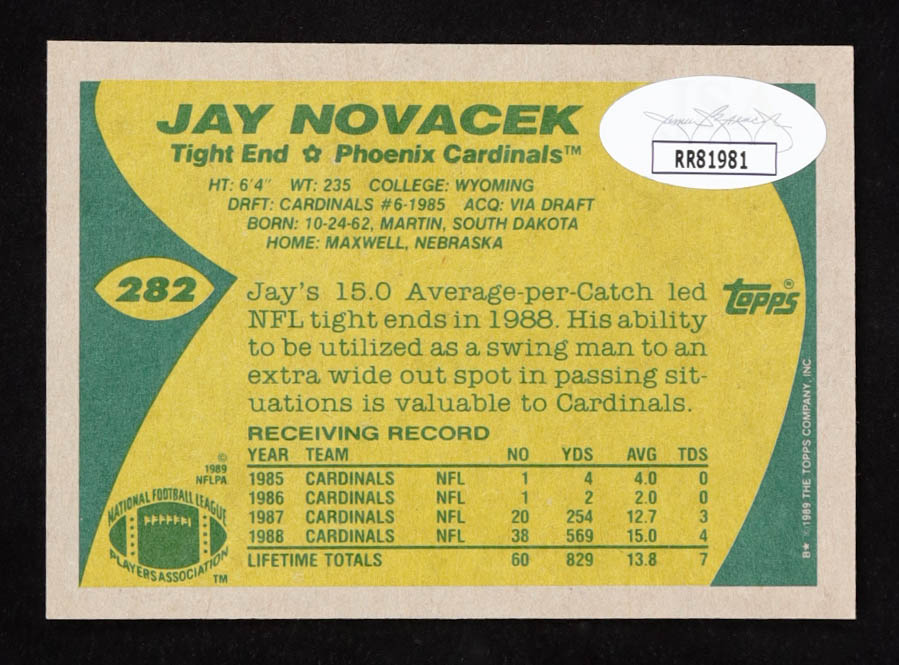 JAY NOVACEK
Tight End ✩ Phoenix Cardinals™
RR81981
HT: 6'4" WT: 235 COLLEGE: WYOMING
DRFT: CARDINALS #6-1985 ACQ: VIA DRAFT
BORN: 10-24-62, MARTIN, SOUTH DAKOTA
HOME: MAXWELL, NEBRASKA
282
Jay's 15.0 Average-per-Catch led
NFL tight ends in 1988. His ability
to be utilized as a swing man to an
extra wide out spot in passing sit-
uations is valuable to Cardinals.
topps®
RECEIVING RECORD
YEAR TEAM NO YDS AVG TDS
1985 CARDINALS NFL 1 4 4.0 0
1986 CARDINALS NFL 1 2 2.0 0
1987 CARDINALS NFL 20 254 12.7 3
1988 CARDINALS NFL 38 569 15.0 4
LIFETIME TOTALS 60 829 13.8 7
©
1989
NFLPA
NATIONAL FOOTBALL LEAGUE
PLAYERS ASSOCIATION
TM
B* © 1989 THE TOPPS COMPANY, INC.